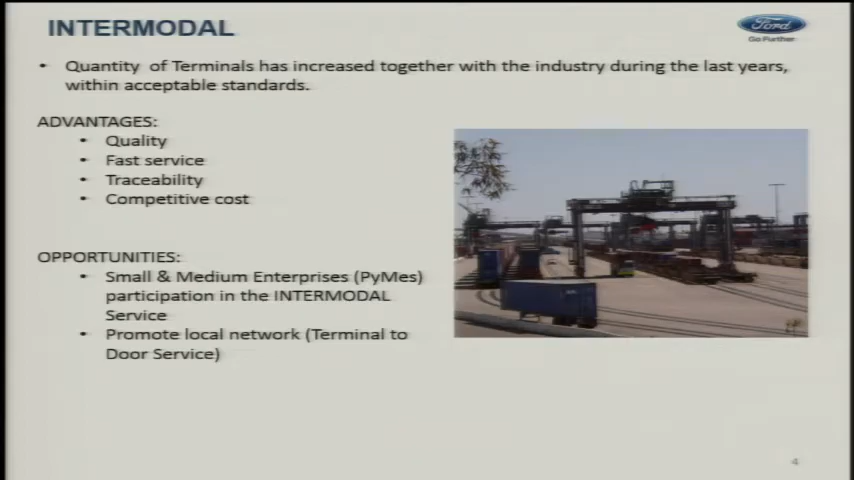 INTERMODAL
Ford
Go Further
• Quantity of Terminals has increased together with the industry during the last years,
within acceptable standards.
ADVANTAGES:
• Quality
• Fast service
• Traceability
• Competitive cost
OPPORTUNITIES:
• Small & Medium Enterprises (PyMes)
participation in the INTERMODAL
Service
• Promote local network (Terminal to
Door Service)
4